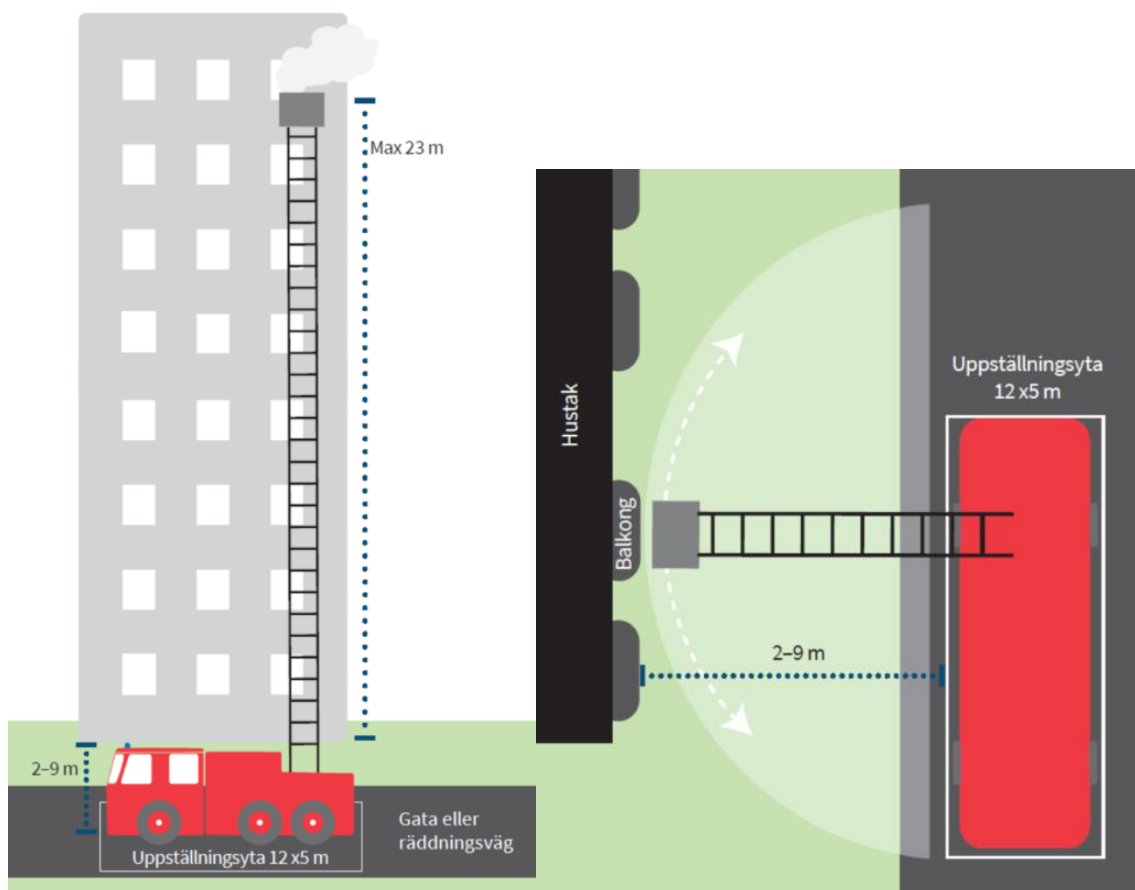 Max 23 m
2–9 m
Gata eller
räddningsväg
Uppställningsyta 12 x5 m
Hustak
Balkong
Uppställningsyta
12 x5 m
2–9 m